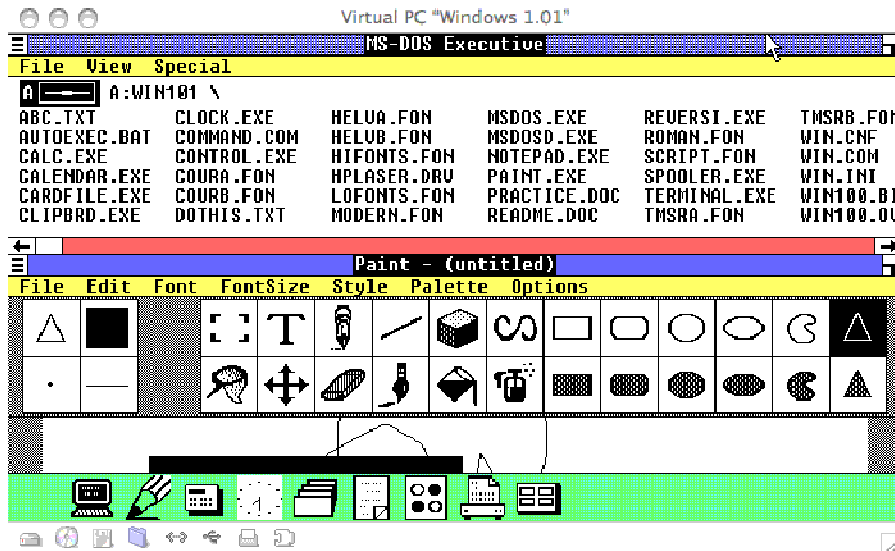 Virtual PC "Windows 1.01"
MS-DOS Executive
File View Special
A A:WIN101 \
ABC.TXT CLOCK.EXE HELVA.FON MSDOS.EXE REVERSI.EXE TMSRB.FON
AUTOEXEC.BAT COMMAND.COM HELVB.FON MSDOSD.EXE ROMAN.FON WIN.CNF
CALC.EXE CONTROL.EXE HIFONTS.FON NOTEPAD.EXE SCRIPT.FON WIN.COM
CALENDAR.EXE COURA.FON HPLASER.DRV PAINT.EXE SPOOLER.EXE WIN.INI
CARDFILE.EXE COURB.FON LOFONTS.FON PRACTICE.DOC TERMINAL.EXE WIN100.BI
CLIPBRD.EXE DOTHIS.TXT MODERN.FON README.DOC TMSRA.FON WIN100.OV
Paint - (untitled)
File Edit Font FontSize Style Palette Options
T